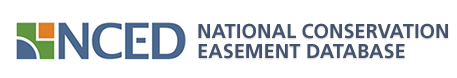 NCED NATIONAL CONSERVATION
EASEMENT DATABASE